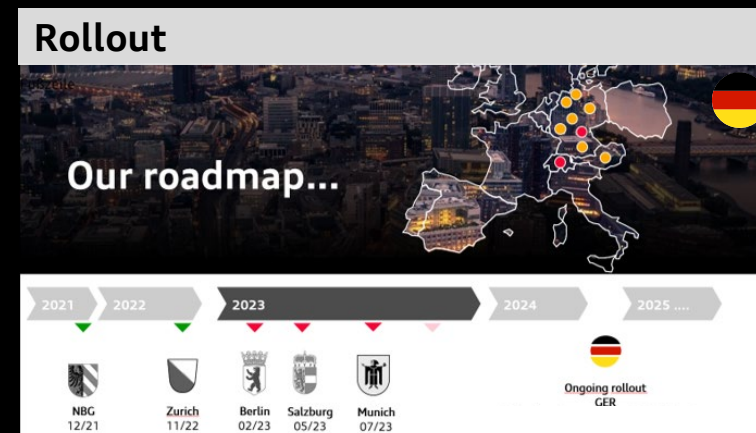 Rollout
Our roadmap...
2021
2022
2023
2024
2025 ....
NBG
12/21
Zurich
11/22
Berlin
02/23
Salzburg
05/23
Munich
07/23
Ongoing rollout
GER